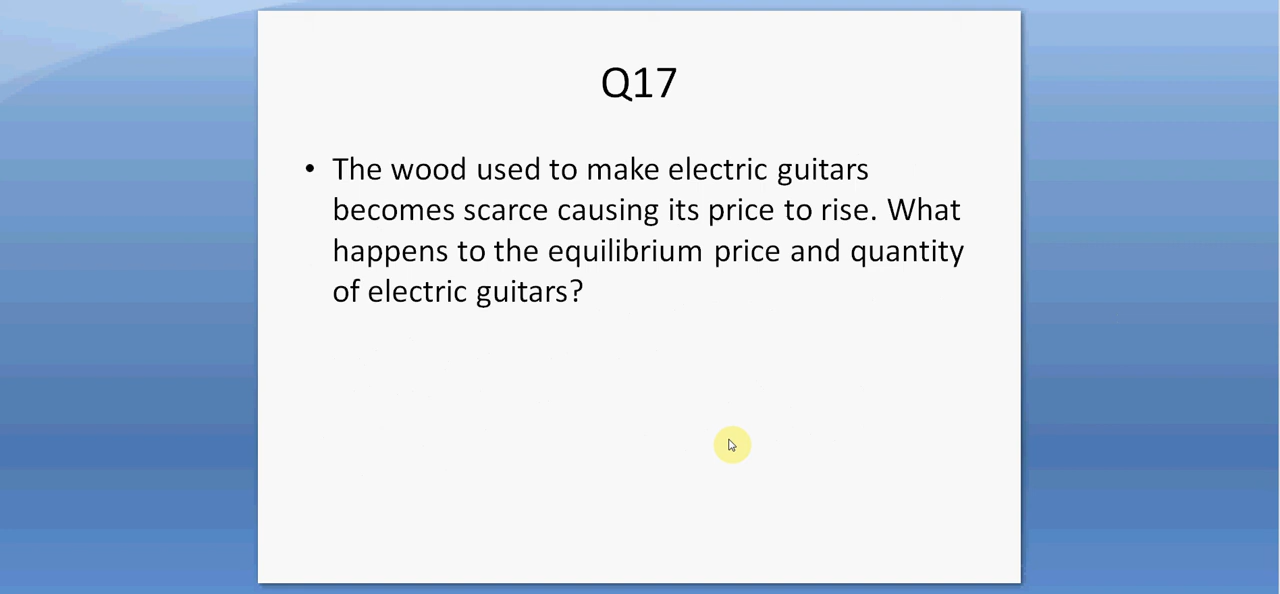 Q17
• The wood used to make electric guitars
becomes scarce causing its price to rise. What
happens to the equilibrium price and quantity
of electric guitars?